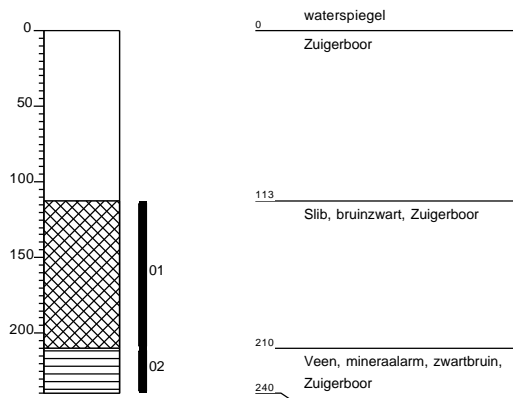 0
50
100
150
200
01
02
0 waterspiegel
Zuigerboor
113
Slib, bruinzwart, Zuigerboor
210
Veen, mineraalarm, zwartbruin,
Zuigerboor
240